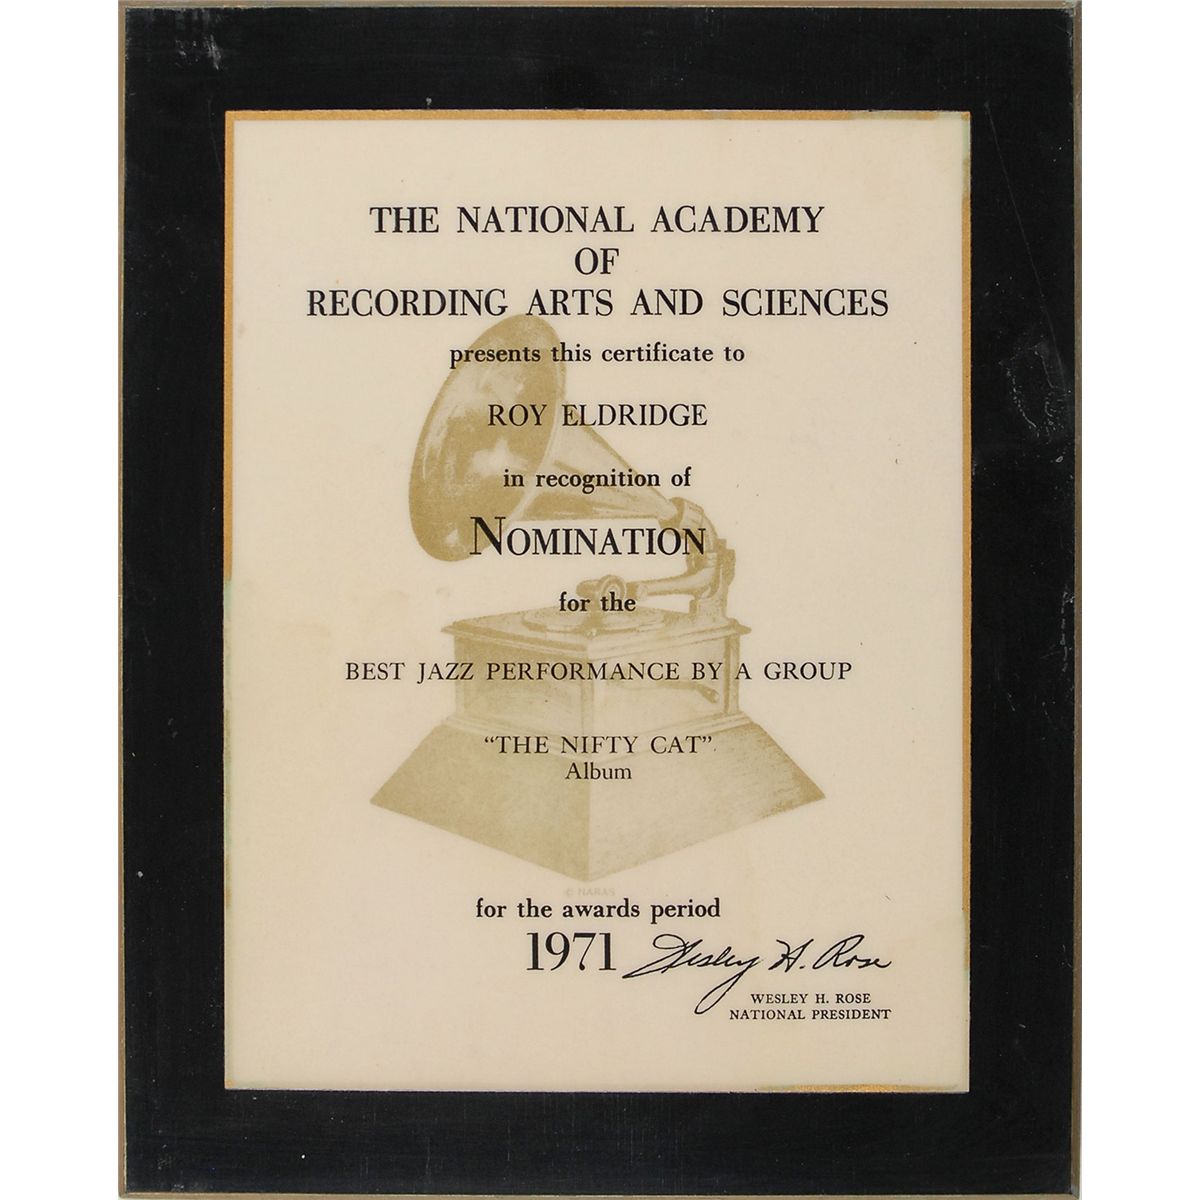 THE NATIONAL ACADEMY
OF
RECORDING ARTS AND SCIENCES
presents this certificate to
ROY ELDRIDGE
in recognition of
NOMINATION
for the
BEST JAZZ PERFORMANCE BY A GROUP
“THE NIFTY CAT”
Album
© NARAS
for the awards period
1971 Wesley H. Rose
WESLEY H. ROSE
NATIONAL PRESIDENT